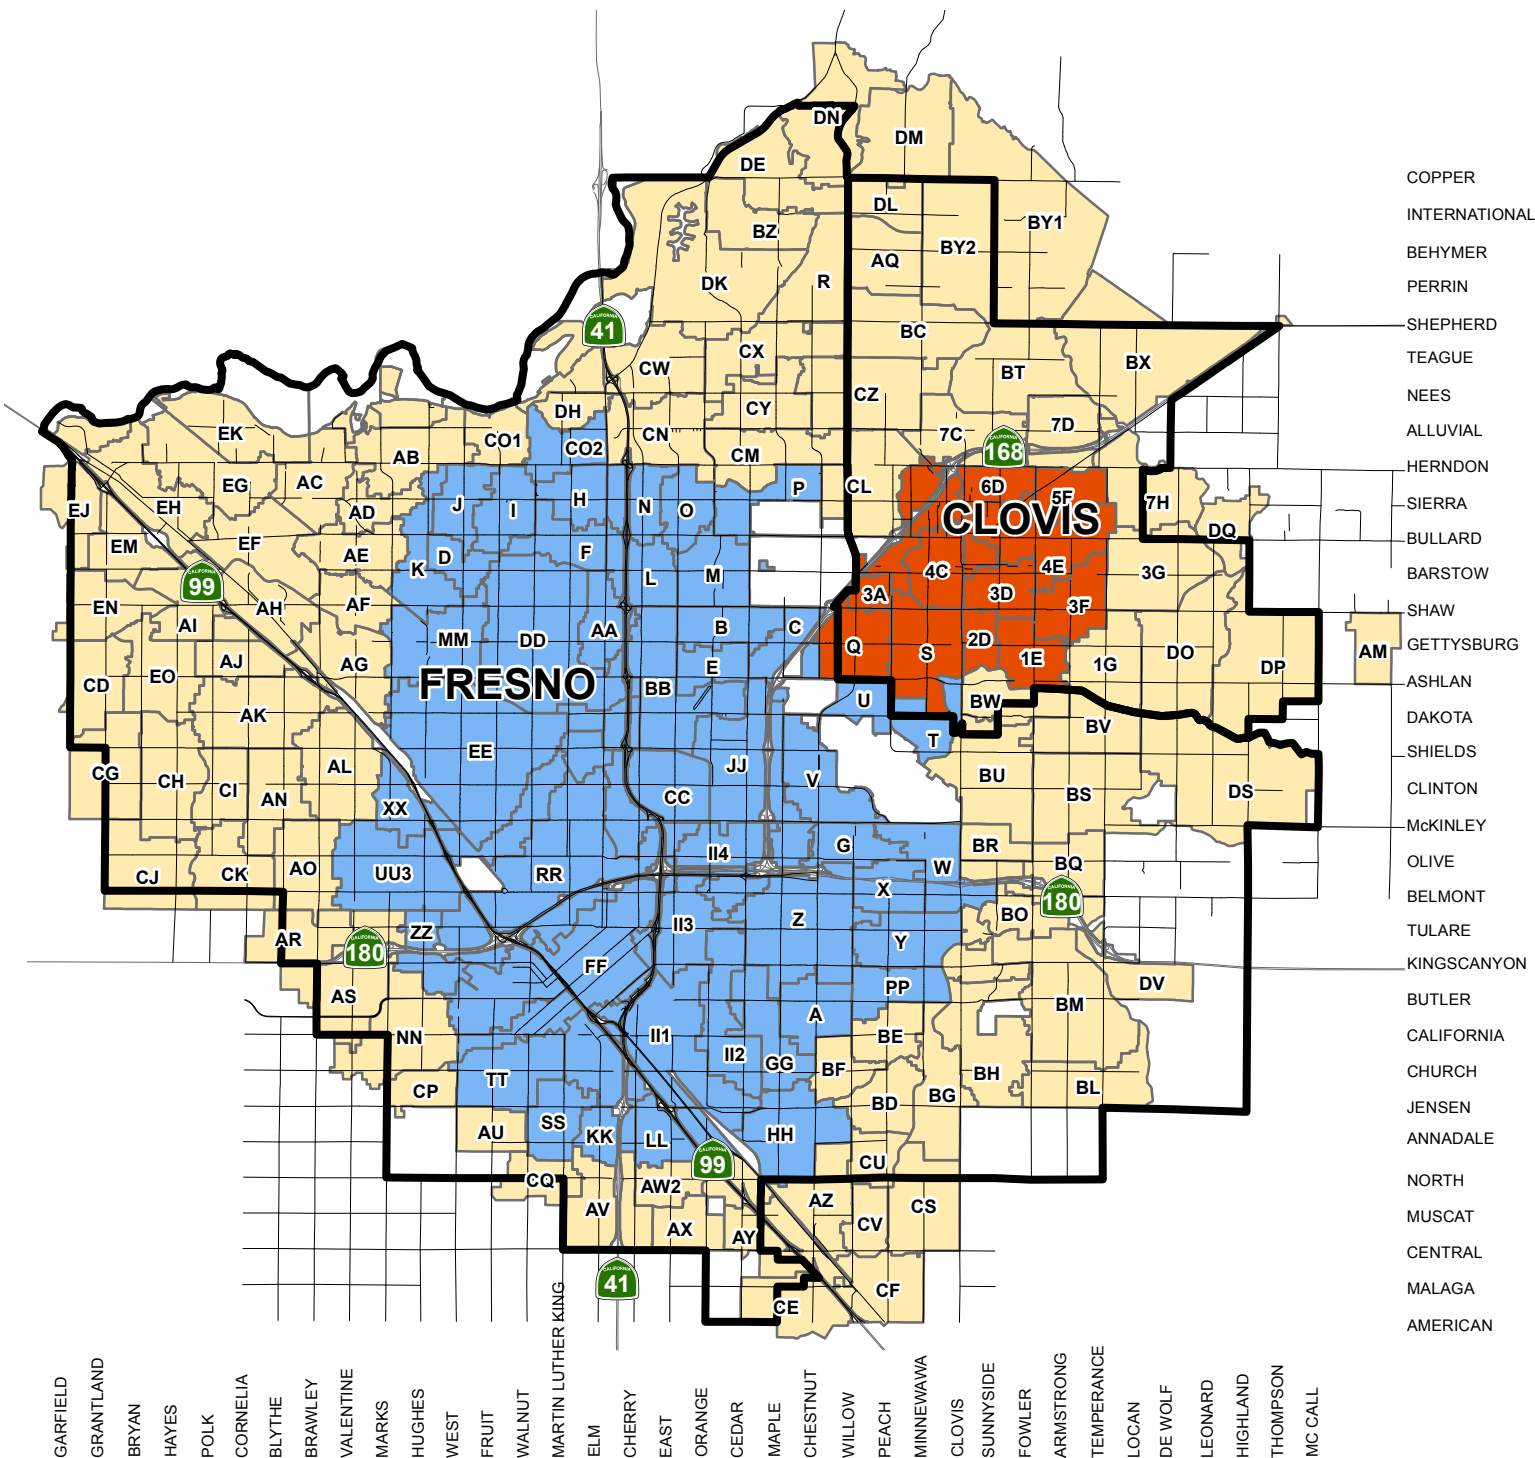 DN
DM
DE
COPPER
DL
INTERNATIONAL
BY1
BZ
BY2
BEHYMER
AQ
DK
R
PERRIN
CALIFORNIA
41
SHEPHERD
BC
CX
TEAGUE
BX
CW
BT
CZ
NEES
CY
DH
7D
ALLUVIAL
EK
CN
7C
CO1
CALIFORNIA
168
CO2
CM
AB
HERNDON
EG
AC
CL
P
6D
5F
H
SIERRA
7H
J
N
O
I
EJ
EH
AD
CLOVIS
DQ
BULLARD
EF
EM
AE
F
D
K
4E
4C
3G
BARSTOW
CALIFORNIA
99
L
M
3A
3D
AF
3F
EN
AH
SHAW
AI
B
C
AA
MM
DD
2D
Q
GETTYSBURG
S
AM
DO
AJ
1E
AG
1G
E
DP
EO
FRESNO
ASHLAN
CD
BB
U
BW
AK
DAKOTA
BV
T
EE
SHIELDS
JJ
AL
CG
BU
CH
V
CI
CLINTON
DS
BS
CC
AN
XX
McKINLEY
G
BR
II4
OLIVE
BQ
W
AO
UU3
RR
CK
CJ
X
BELMONT
CALIFORNIA
180
BO
Z
II3
ZZ
TULARE
AR
Y
CALIFORNIA
180
KINGSCANYON
FF
DV
PP
AS
BUTLER
BM
A
CALIFORNIA
II1
BE
NN
II2
GG
BF
CHURCH
BH
TT
BL
CP
BG
BD
JENSEN
SS
AU
HH
KK
LL
ANNADALE
CALIFORNIA
99
CU
CQ
NORTH
AW2
AZ
CS
AV
MUSCAT
CV
AX
AY
CENTRAL
CALIFORNIA
41
MALAGA
CF
CE
AMERICAN
GARFIELD
GRANTLAND
BRYAN
HAYES
POLK
CORNELIA
BLYTHE
BRAWLEY
VALENTINE
MARKS
HUGHES
WEST
FRUIT
WALNUT
MARTIN LUTHER KING
ELM
CHERRY
EAST
ORANGE
CEDAR
MAPLE
CHESTNUT
WILLOW
PEACH
MINNEWAWA
CLOVIS
SUNNYSIDE
FOWLER
ARMSTRONG
TEMPERANCE
LOCAN
DE WOLF
LEONARD
HIGHLAND
THOMPSON
MC CALL